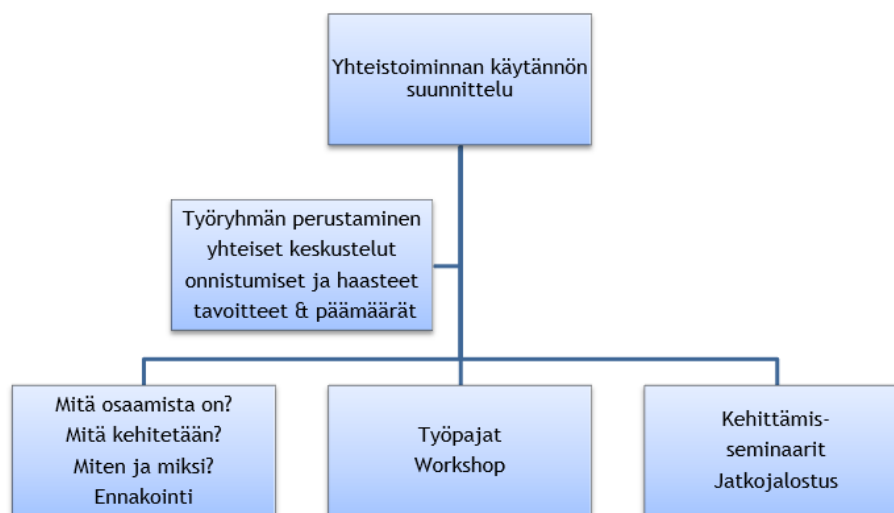 Yhteistoiminnan käytännön
suunnittelu
Työryhmän perustaminen
yhteiset keskustelut
onnistumiset ja haasteet
tavoitteet & päämäärät
Mitä osaamista on?
Mitä kehitetään?
Miten ja miksi?
Ennakointi
Työpajat
Workshop
Kehittämis-
seminaarit
Jatkojalostus